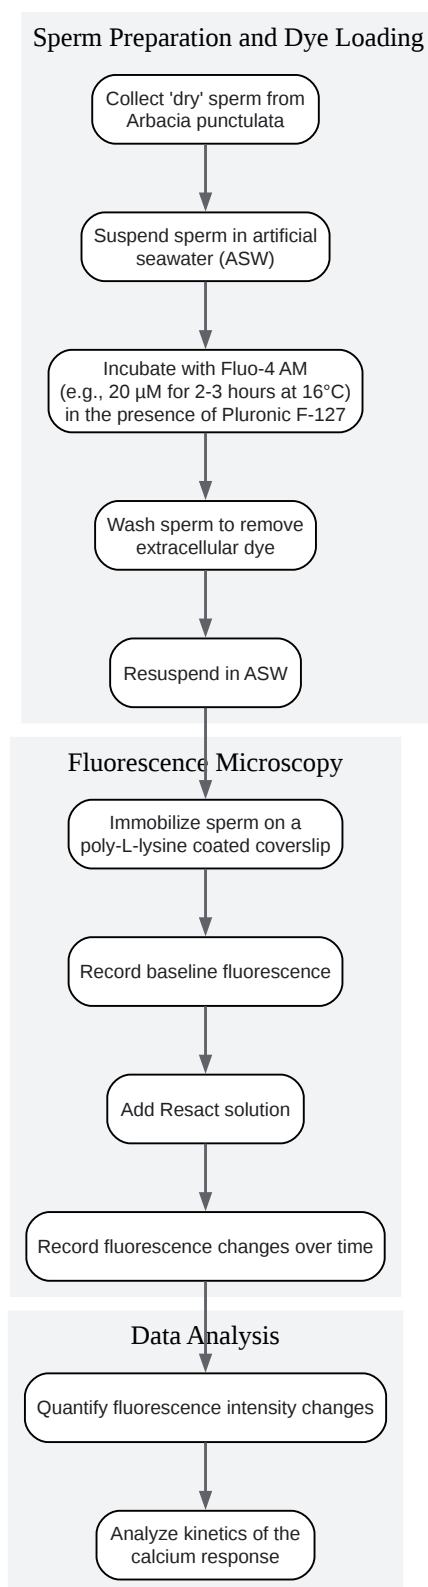 Sperm Preparation and Dye Loading
Collect 'dry' sperm from
Arbacia punctulata
Suspend sperm in artificial
seawater (ASW)
Incubate with Fluo-4 AM
(e.g., 20 µM for 2-3 hours at 16°C)
in the presence of Pluronic F-127
Wash sperm to remove
extracellular dye
Resuspend in ASW
Fluorescence Microscopy
Immobilize sperm on a
poly-L-lysine coated coverslip
Record baseline fluorescence
Add Resact solution
Record fluorescence changes over time
Data Analysis
Quantify fluorescence intensity changes
Analyze kinetics of the
calcium response